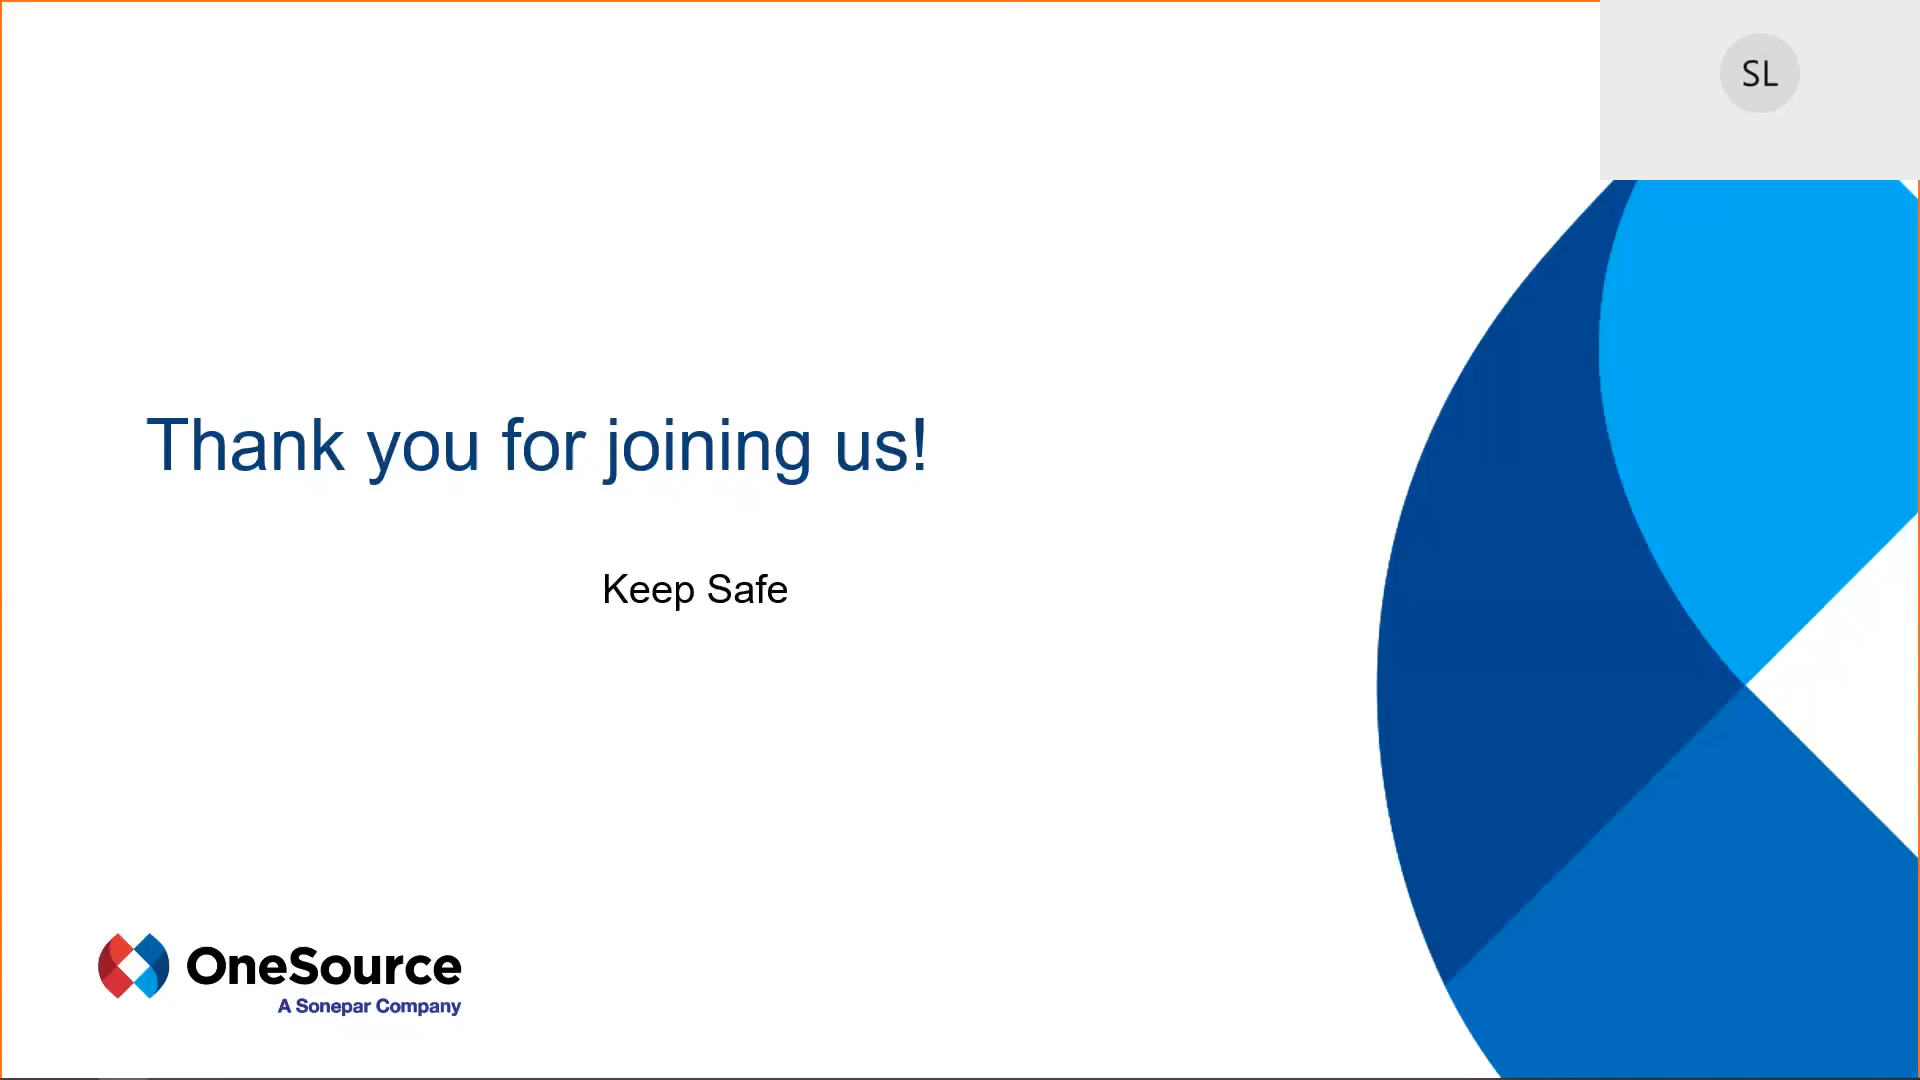 SL
Thank you for joining us!
Keep Safe
OneSource
A Sonepar Company